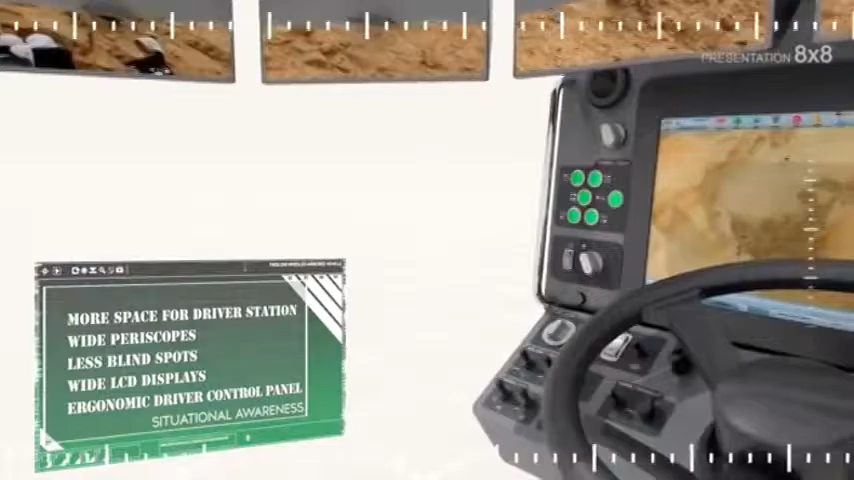 PRESENTATION 8x8
MORE SPACE FOR DRIVER STATION
WIDE PERISCOPES
LESS BLIND SPOTS
WIDE LCD DISPLAYS
ERGONOMIC DRIVER CONTROL PANEL
SITUATIONAL AWARENESS